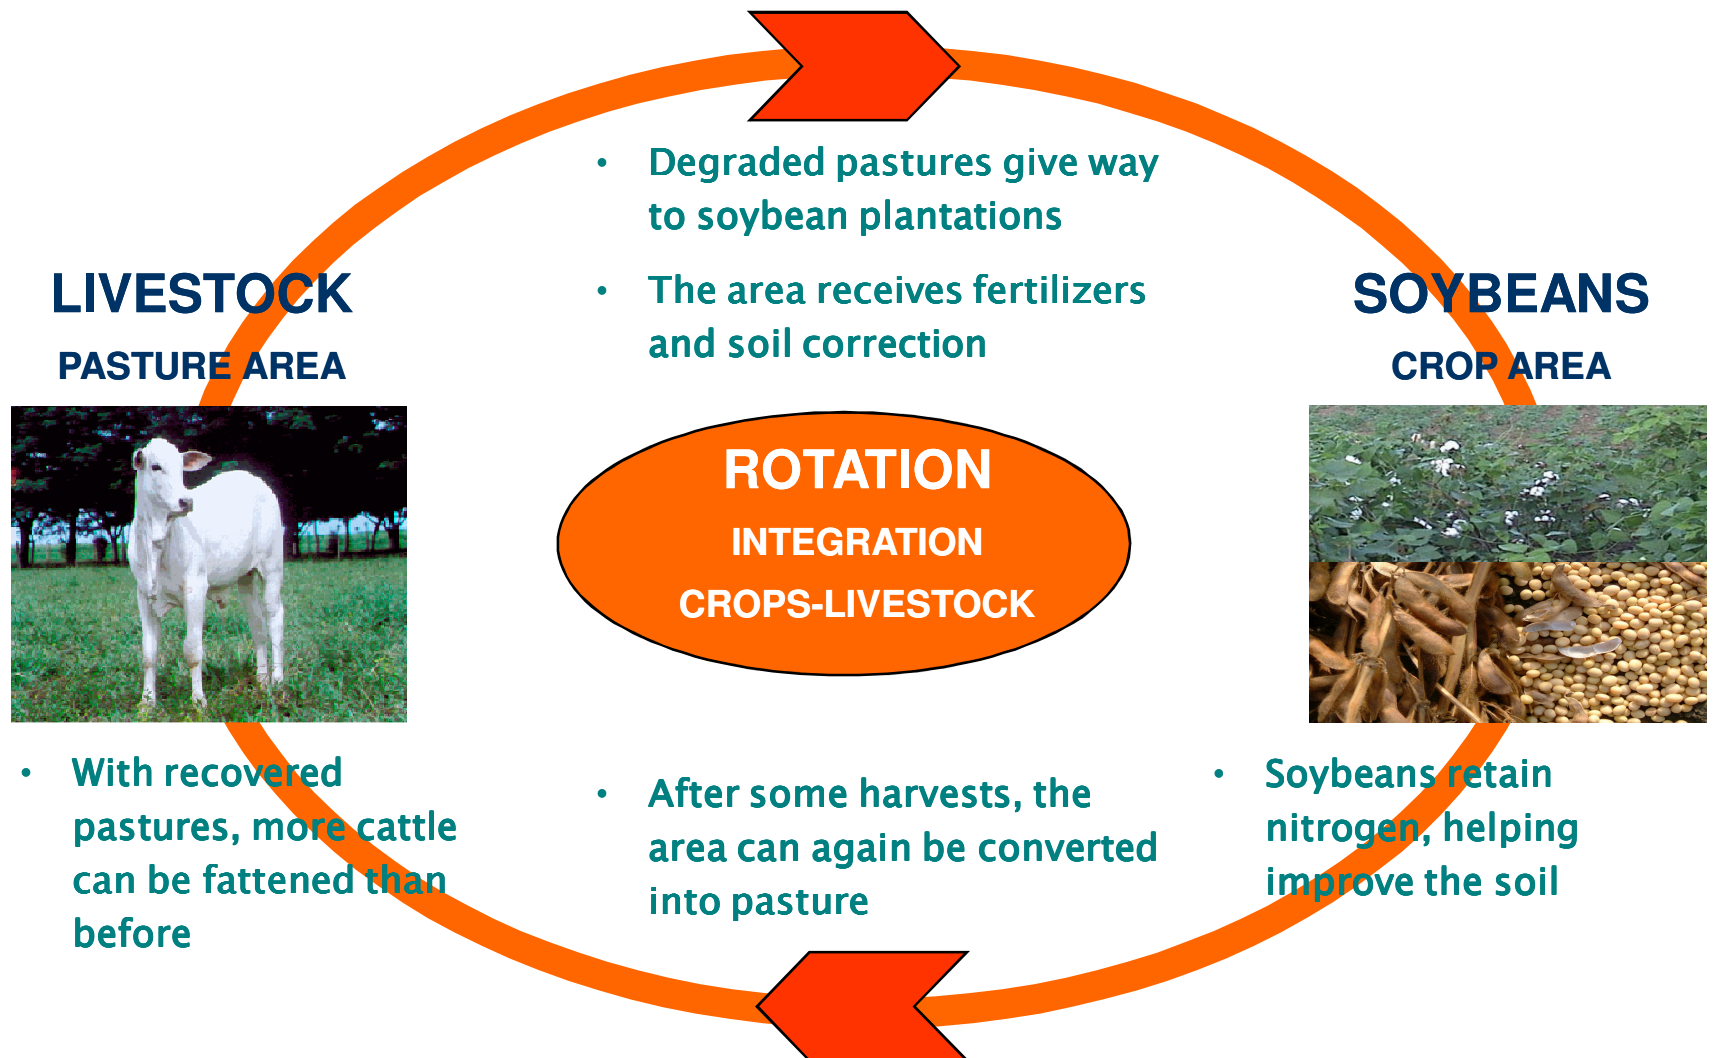 • Degraded pastures give way
to soybean plantations
• The area receives fertilizers
and soil correction
LIVESTOCK
PASTURE AREA
SOYBEANS
CROP AREA
ROTATION
INTEGRATION
CROPS-LIVESTOCK
• With recovered
pastures, more cattle
can be fattened than
before
• After some harvests, the
area can again be converted
into pasture
• Soybeans retain
nitrogen, helping
improve the soil